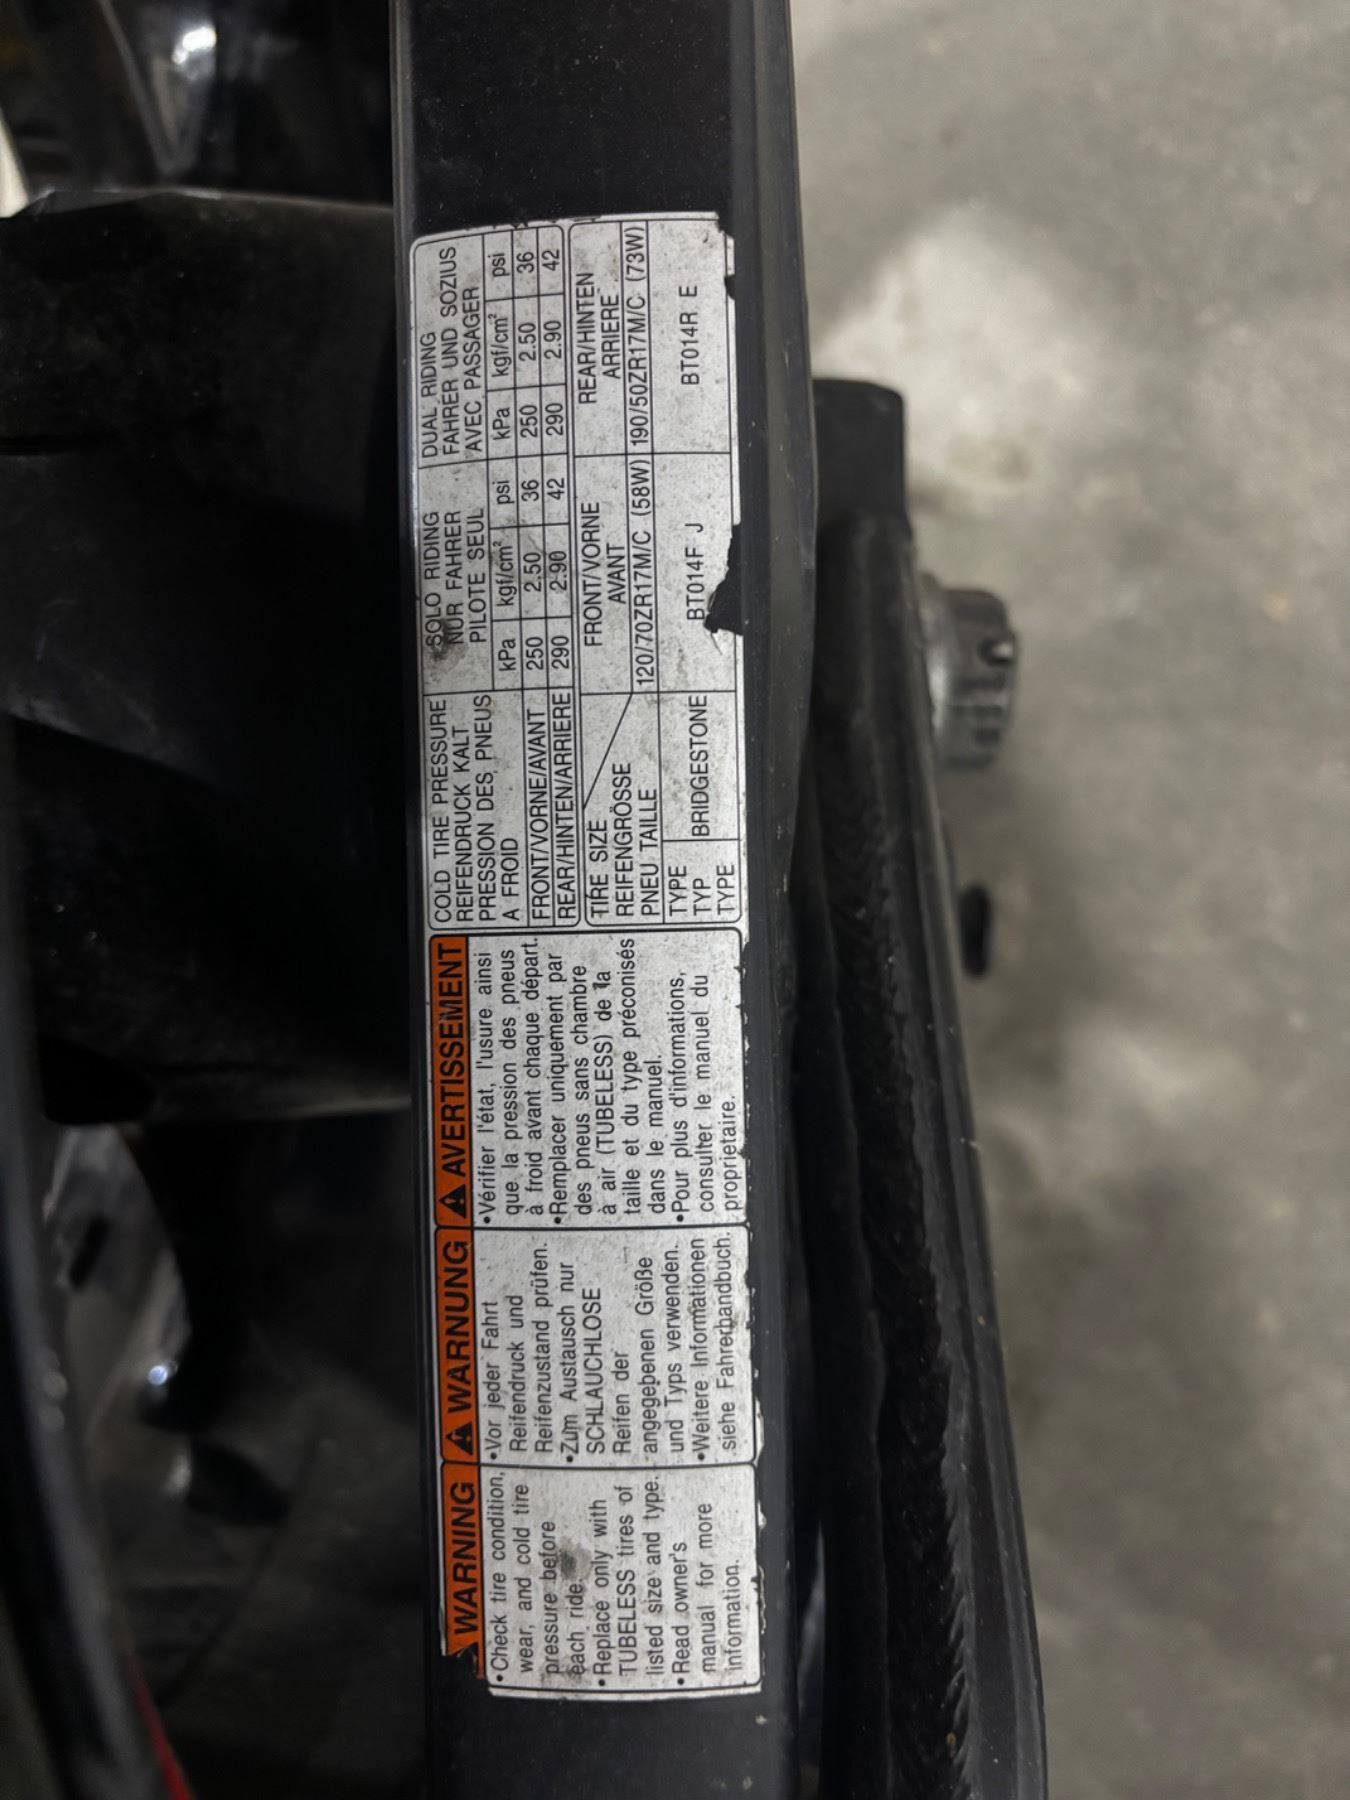 WARNING
•Check tire condition,
wear, and cold tire
pressure before
each ride.
•Replace only with
TUBELESS tires of
listed size and type.
•Read owner's
manual for more
information.
WARNUNG
•Vor jeder Fahrt
Reifendruck und
Reifenzustand prüfen.
•Zum Austausch nur
SCHLAUCHLOSE
Reifen der
angegebenen Größe
und Typs verwenden.
•Weitere Informationen
siehe Fahrerhandbuch.
AVERTISSEMENT
•Vérifier l'état, l'usure ainsi
que la pression des pneus
à froid avant chaque départ.
•Remplacer uniquement par
des pneus sans chambre
à air (TUBELESS) de la
taille et du type préconisés
dans le manuel.
•Pour plus d'informations,
consulter le manuel du
propriétaire.
COLD TIRE PRESSURE
REIFENDRUCK KALT
PRESSION DES PNEUS
A FROID
SOLO RIDING
NUR FAHRER
PILOTE SEUL
DUAL RIDING
FAHRER UND SOZIUS
AVEC PASSAGER
kPa kgf/cm² psi kPa kgf/cm² psi
FRONT/VORNE/AVANT 250 2.50 36 250 2.50 36
REAR/HINTEN/ARRIERE 290 2.90 42 290 2.90 42
TIRE SIZE
REIFENGRÖSSE
PNEU TAILLE
FRONT/VORNE
AVANT
REAR/HINTEN
ARRIERE
120/70ZR17M/C (58W) 190/50ZR17M/C (73W)
TYPE
TYP
TYPE
BRIDGESTONE BT014F J BT014R E